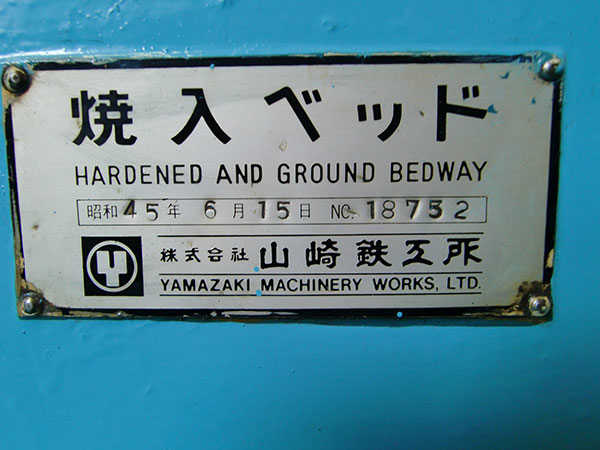 焼入ベッド
HARDENED AND GROUND BEDWAY
昭和45年 6月15日 NO. 18732
株式会社 山崎鉄工所
YAMAZAKI MACHINERY WORKS, LTD.